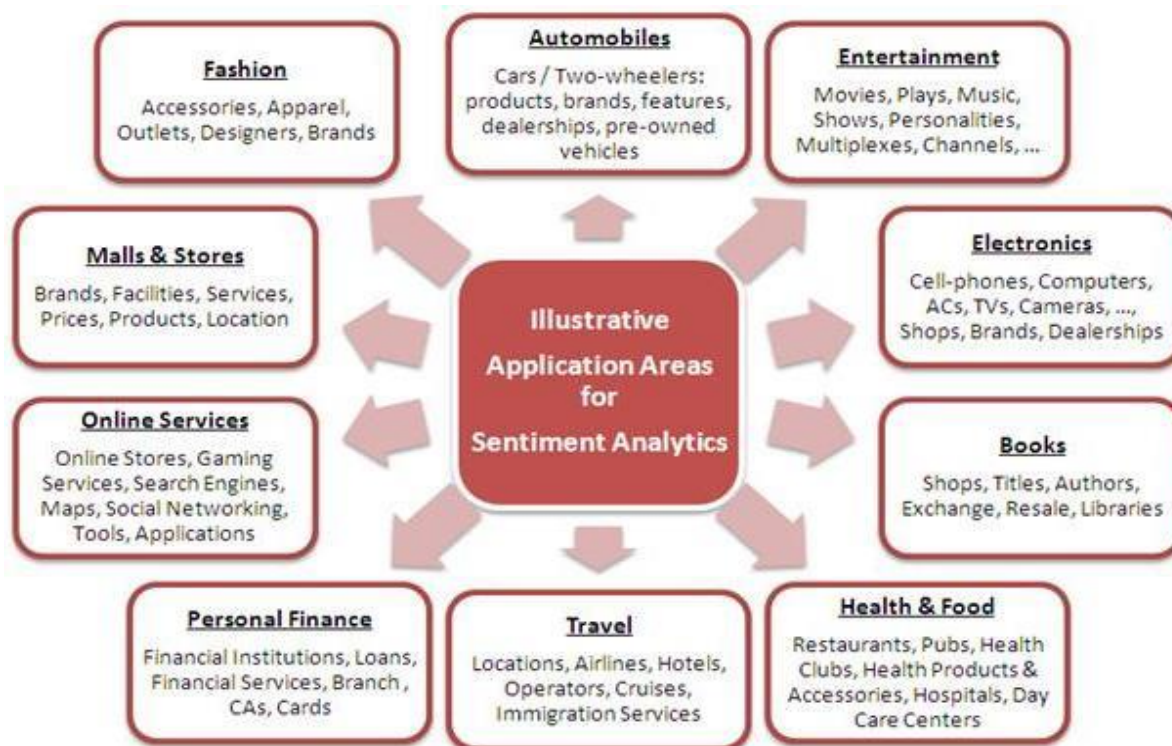 Fashion
Accessories, Apparel,
Outlets, Designers, Brands
Automobiles
Cars / Two-wheelers:
products, brands, features,
dealerships, pre-owned
vehicles
Entertainment
Movies, Plays, Music,
Shows, Personalities,
Multiplexes, Channels, ...
Malls & Stores
Brands, Facilities, Services,
Prices, Products, Location
Illustrative
Application Areas
for
Sentiment Analytics
Electronics
Cell-phones, Computers,
ACs, TVs, Cameras, ...,
Shops, Brands, Dealerships
Online Services
Online Stores, Gaming
Services, Search Engines,
Maps, Social Networking,
Tools, Applications
Books
Shops, Titles, Authors,
Exchange, Resale, Libraries
Personal Finance
Financial Institutions, Loans,
Financial Services, Branch ,
CAs, Cards
Travel
Locations, Airlines, Hotels,
Operators, Cruises,
Immigration Services
Health & Food
Restaurants, Pubs, Health
Clubs, Health Products &
Accessories, Hospitals, Day
Care Centers